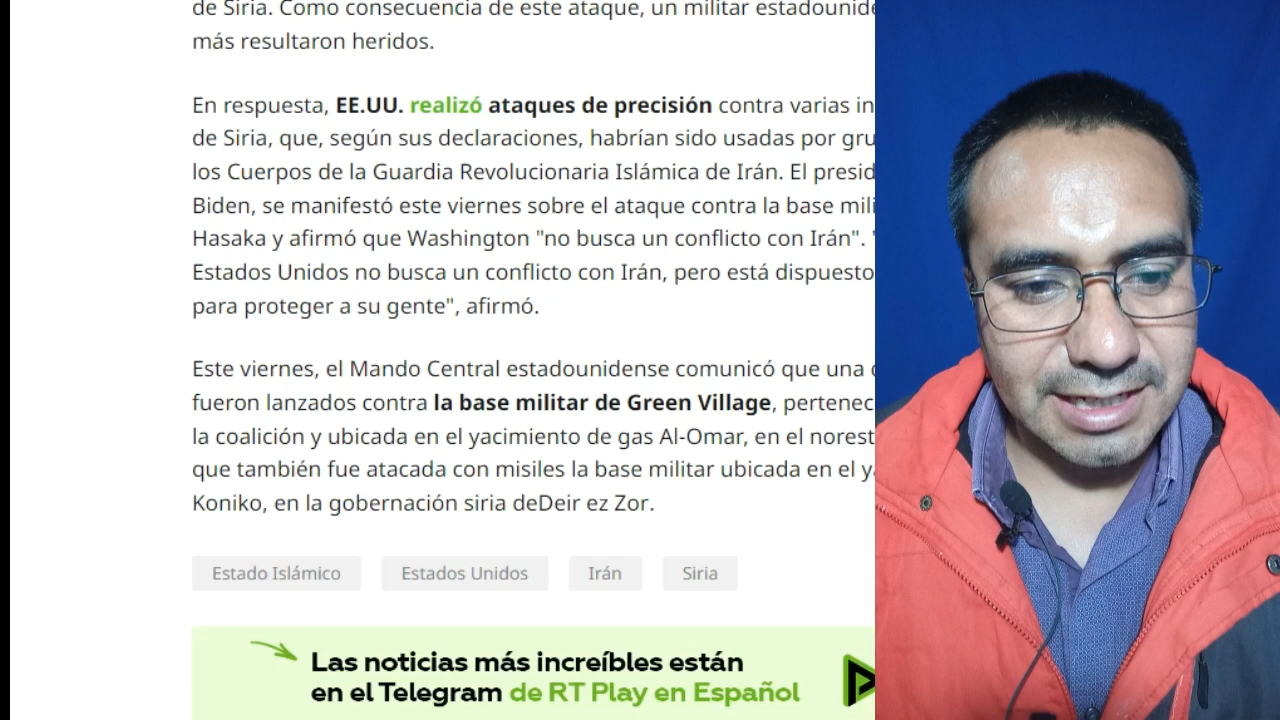 de Siria. Como consecuencia de este ataque, un militar
más resultaron heridos.
En respuesta, EE.UU. realizó ataques de precisión contra varias
de Siria, que, según sus declaraciones, habrían sido usadas por
los Cuerpos de la Guardia Revolucionaria Islámica de Irán. El
Biden, se manifestó este viernes sobre el ataque contra la base
Hasaka y afirmó que Washington "no busca un conflicto con Irán". "
Estados Unidos no busca un conflicto con Irán, pero está dispuesto
para proteger a su gente", afirmó.
Este viernes, el Mando Central estadounidense comunicó que una
fueron lanzados contra la base militar de Green Village,
la coalición y ubicada en el yacimiento de gas Al-Omar, en el
que también fue atacada con misiles la base militar ubicada en el
Koniko, en la gobernación siria deDeir ez Zor.
Estado Islámico Estados Unidos Irán Siria
Las noticias más increíbles están
en el Telegram de RT Play en Español